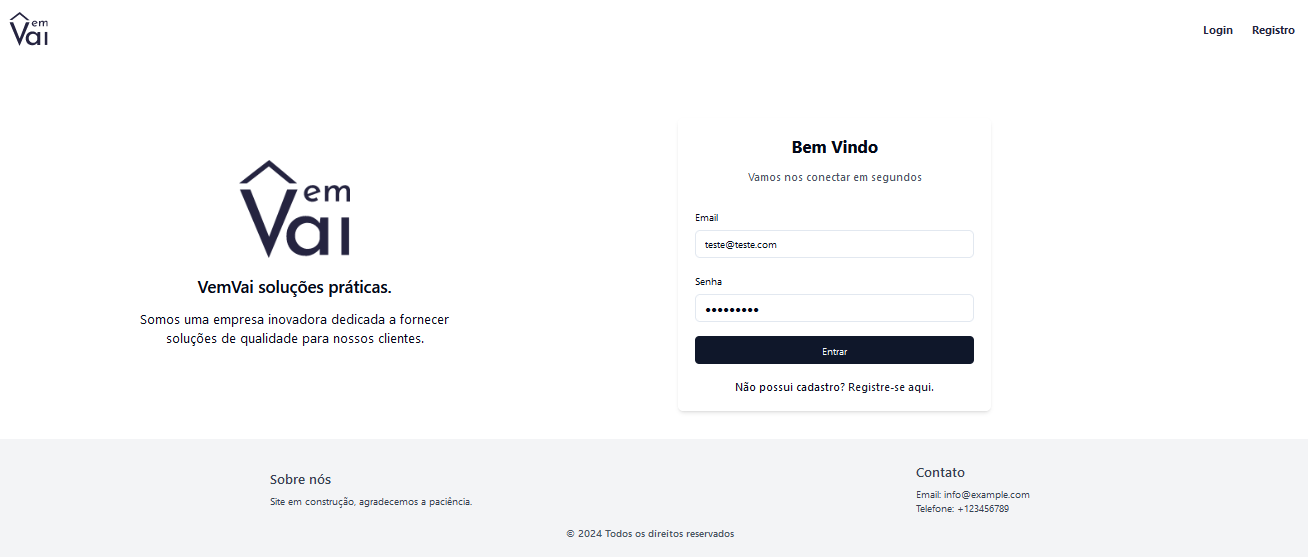 Vem
Vai
Login
Registro
Vem
Vai
VemVai soluções práticas.
Somos uma empresa inovadora dedicada a fornecer
soluções de qualidade para nossos clientes.
Bem Vindo
Vamos nos conectar em segundos
Email
teste@teste.com
Senha
•••••••••
Entrar
Não possui cadastro? Registre-se aqui.
Sobre nós
Site em construção, agradecemos a paciência.
Contato
Email: info@example.com
Telefone: +123456789
© 2024 Todos os direitos reservados